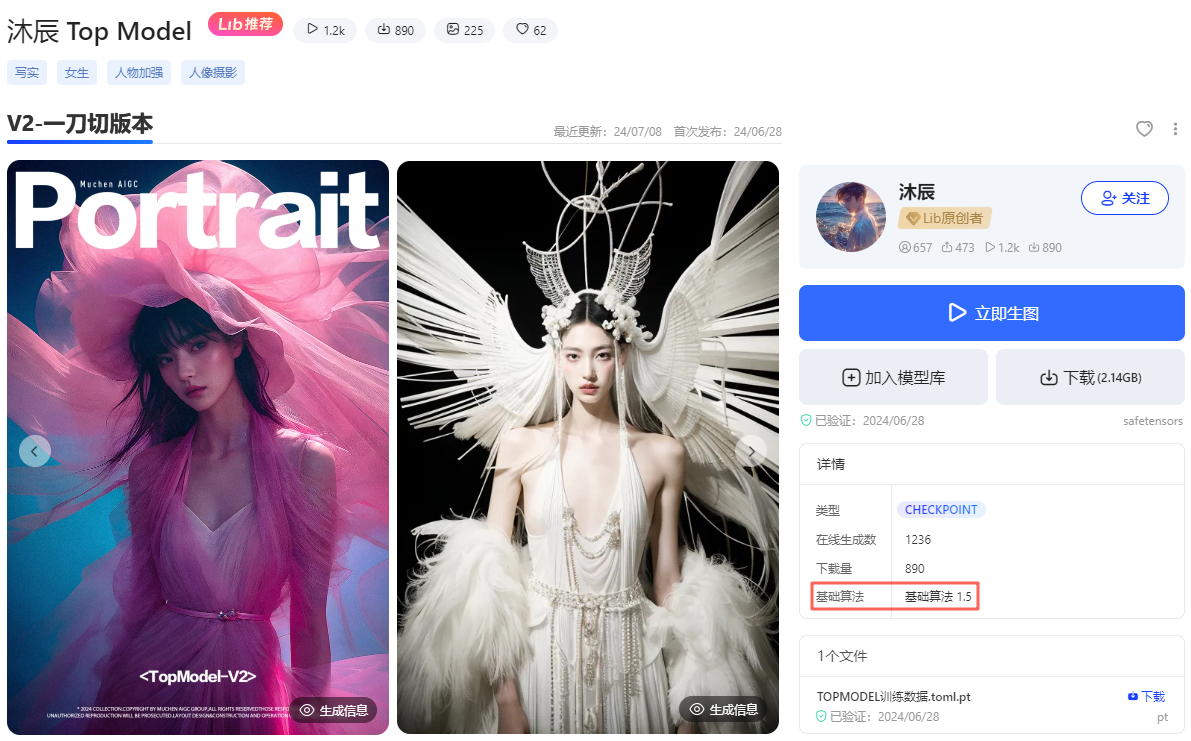 沐辰 Top Model
Lib推荐
1.2k
890
225
62
写实
女生
人物加强
人像摄影
V2-一刀切版本
最近更新：24/07/08 首次发布：24/06/28
Muchen AIGC
Portrait
<TopModel-V2>
* 2024 COLLECTION.COPYRIGHT BY MUCHEN AIGC GROUP,ALL RIGHTS RESERVEDTHOSE RESPO
UNAUTHORIZED REPRODUCTION WILL BE PROSECUTED.LAYOUT DESIGN&CONSTRUCTION AND OPERATION
生成信息
生成信息
沐辰
Lib原创者
657 473 1.2k 890
关注
立即生图
加入模型库
下载 (2.14GB)
已验证：2024/06/28
safetensors
详情
类型 CHECKPOINT
在线生成数 1236
下载量 890
基础算法 基础算法 1.5
1个文件
TOPMODEL训练数据.toml.pt
下载
已验证：2024/06/28
pt